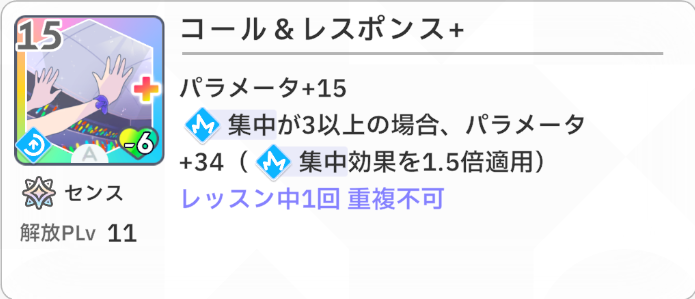 15
コール＆レスポンス+
パラメータ+15
集中が3以上の場合、パラメータ
+34（集中効果を1.5倍適用）
レッスン中1回 重複不可
-6
A
センス
解放PLv 11